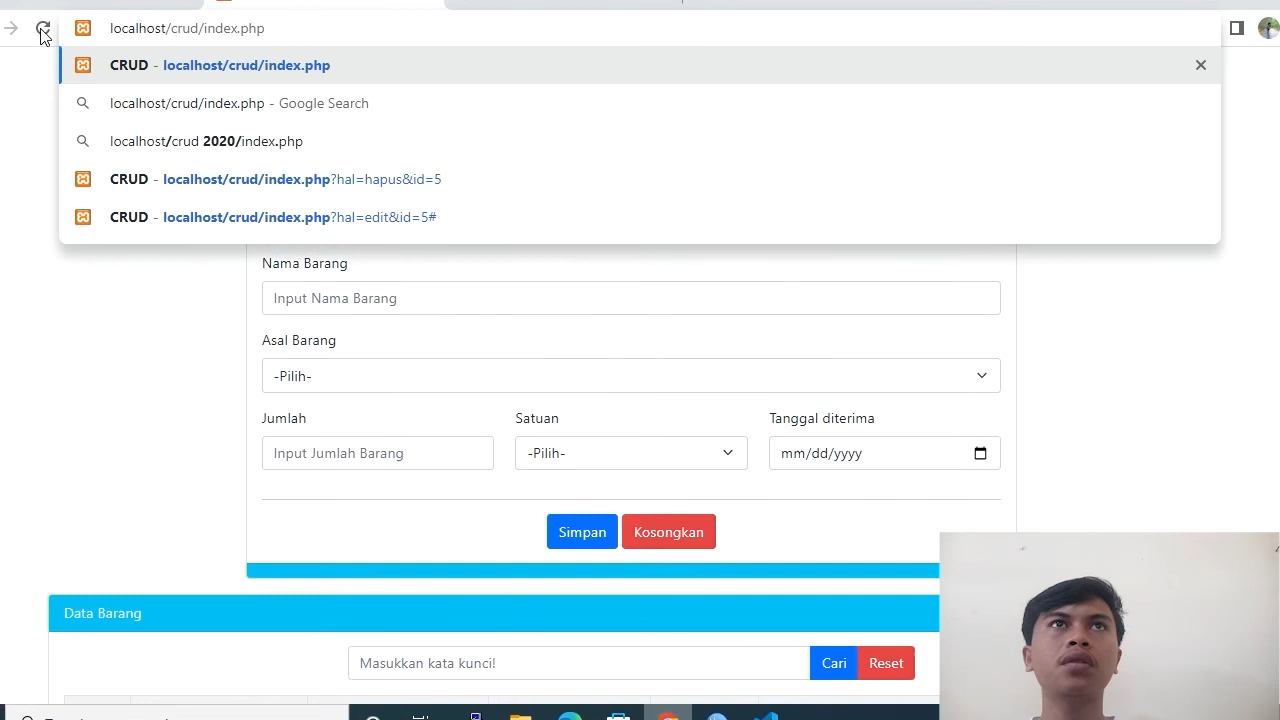 localhost/crud/index.php
CRUD - localhost/crud/index.php
localhost/crud/index.php - Google Search
localhost/crud 2020/index.php
CRUD - localhost/crud/index.php?hal=hapus&id=5
CRUD - localhost/crud/index.php?hal=edit&id=5#
Nama Barang
Input Nama Barang
Asal Barang
-Pilih-
Jumlah Satuan Tanggal diterima
Input Jumlah Barang -Pilih- mm/dd/yyyy
Simpan Kosongkan
Data Barang
Masukkan kata kunci! Cari Reset